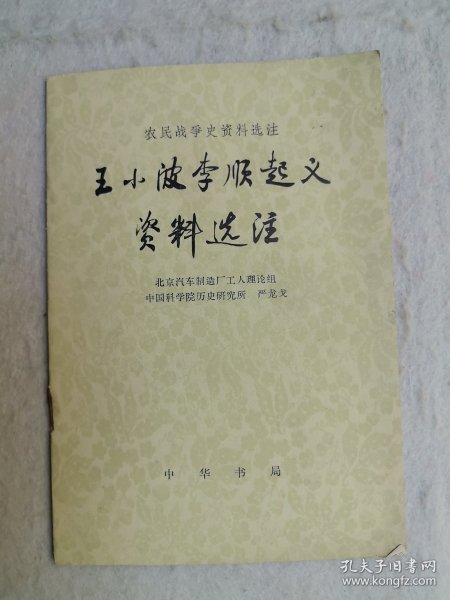 农民战争史资料选注
王小波李顺起义
资料选注
北京汽车制造厂工人理论组
中国科学院历史研究所 严龙戈
中华书局
孔夫子旧书网
www.kongfz.com